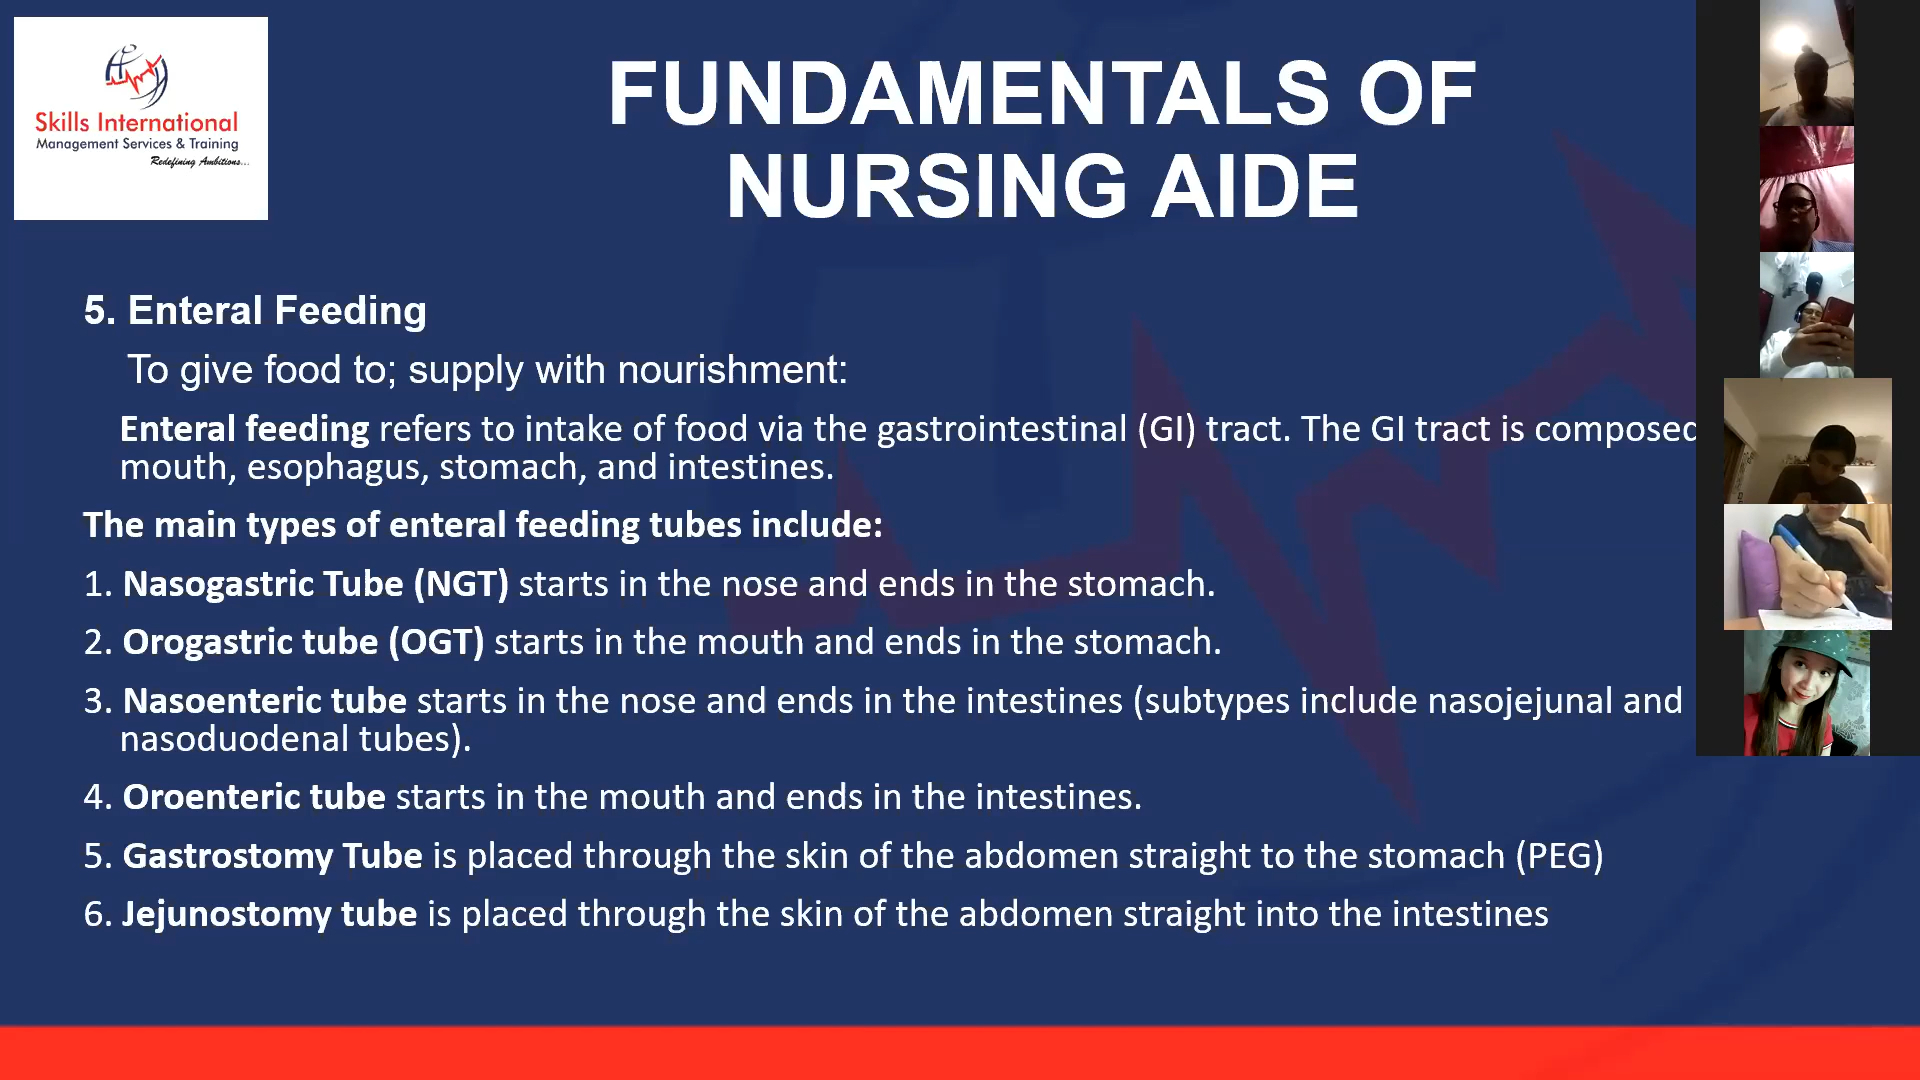 Skills International
Management Services & Training
Redefining Ambitions...
FUNDAMENTALS OF
NURSING AIDE
5. Enteral Feeding
To give food to; supply with nourishment:
Enteral feeding refers to intake of food via the gastrointestinal (GI) tract. The GI tract is composed
mouth, esophagus, stomach, and intestines.
The main types of enteral feeding tubes include:
1. Nasogastric Tube (NGT) starts in the nose and ends in the stomach.
2. Orogastric tube (OGT) starts in the mouth and ends in the stomach.
3. Nasoenteric tube starts in the nose and ends in the intestines (subtypes include nasojejunal and
nasoduodenal tubes).
4. Oroenteric tube starts in the mouth and ends in the intestines.
5. Gastrostomy Tube is placed through the skin of the abdomen straight to the stomach (PEG)
6. Jejunostomy tube is placed through the skin of the abdomen straight into the intestines